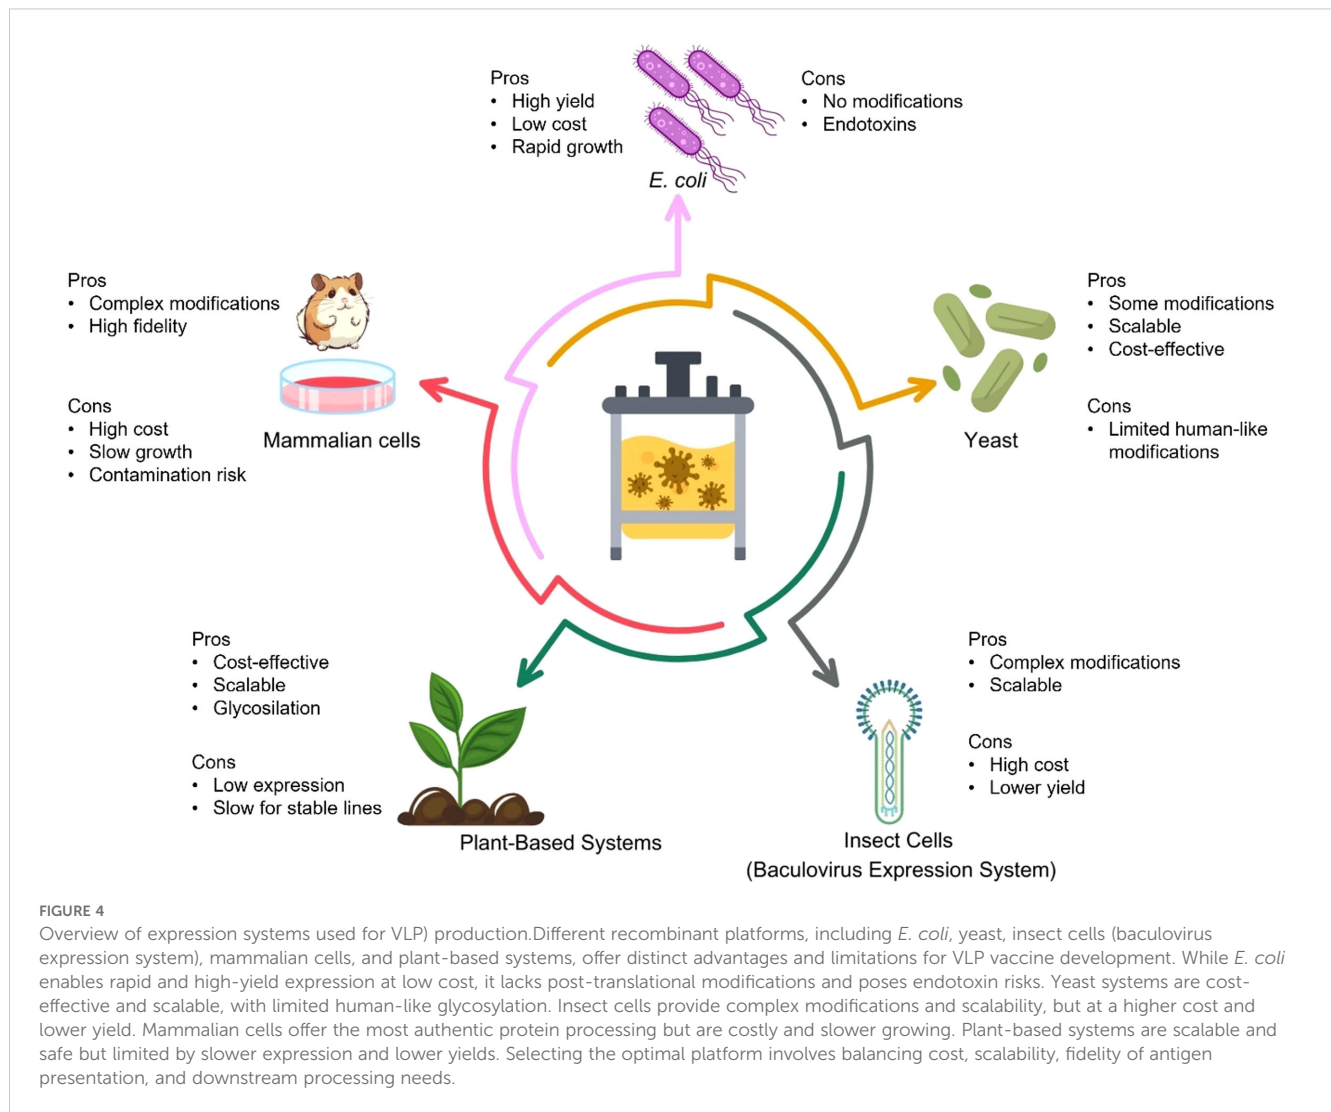 Pros
• High yield
• Low cost
• Rapid growth
Cons
• No modifications
• Endotoxins
E. coli
Pros
• Complex modifications
• High fidelity
Cons
• High cost
• Slow growth
• Contamination risk
Mammalian cells
Pros
• Some modifications
• Scalable
• Cost-effective
Cons
• Limited human-like
modifications
Yeast
Pros
• Cost-effective
• Scalable
• Glycosilation
Cons
• Low expression
• Slow for stable lines
Plant-Based Systems
Pros
• Complex modifications
• Scalable
Cons
• High cost
• Lower yield
Insect Cells
(Baculovirus Expression System)
FIGURE 4
Overview of expression systems used for VLP) production.Different recombinant platforms, including E. coli, yeast, insect cells (baculovirus
expression system), mammalian cells, and plant-based systems, offer distinct advantages and limitations for VLP vaccine development. While E. coli
enables rapid and high-yield expression at low cost, it lacks post-translational modifications and poses endotoxin risks. Yeast systems are cost-
effective and scalable, with limited human-like glycosylation. Insect cells provide complex modifications and scalability, but at a higher cost and
lower yield. Mammalian cells offer the most authentic protein processing but are costly and slower growing. Plant-based systems are scalable and
safe but limited by slower expression and lower yields. Selecting the optimal platform involves balancing cost, scalability, fidelity of antigen
presentation, and downstream processing needs.